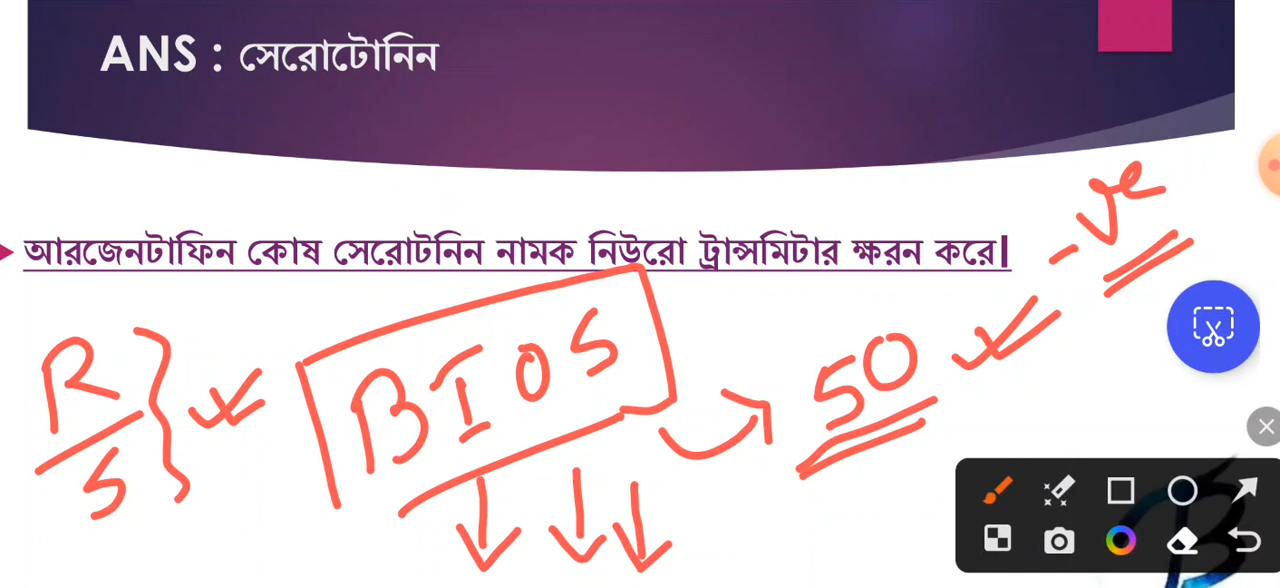 ANS : সেরোটোনিন
আরজেনটাফিন কোষ সেরোটনিন নামক নিউরো ট্রান্সমিটার ক্ষরন করে।
-ve
R
S
BIOS
50